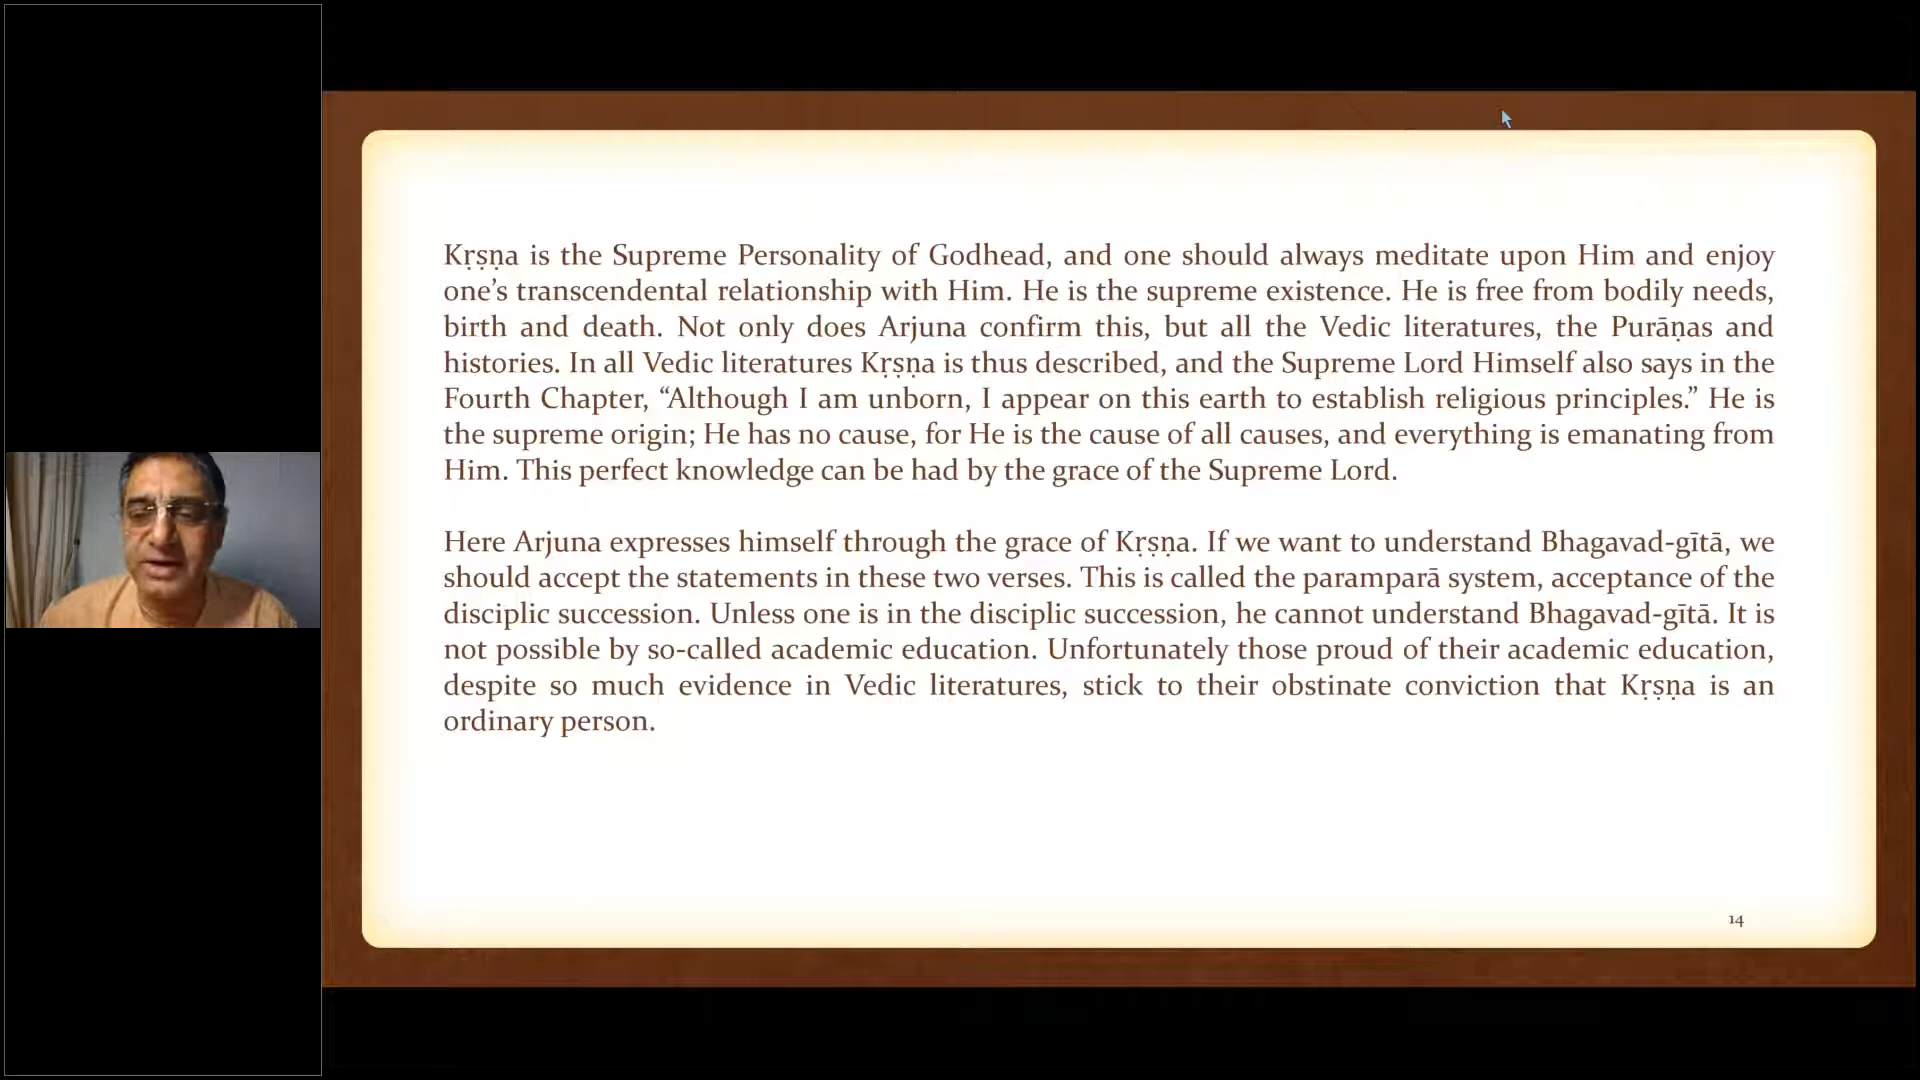 Kṛṣṇa is the Supreme Personality of Godhead, and one should always meditate upon Him and enjoy
one’s transcendental relationship with Him. He is the supreme existence. He is free from bodily needs,
birth and death. Not only does Arjuna confirm this, but all the Vedic literatures, the Purāṇas and
histories. In all Vedic literatures Kṛṣṇa is thus described, and the Supreme Lord Himself also says in the
Fourth Chapter, “Although I am unborn, I appear on this earth to establish religious principles.” He is
the supreme origin; He has no cause, for He is the cause of all causes, and everything is emanating from
Him. This perfect knowledge can be had by the grace of the Supreme Lord.
Here Arjuna expresses himself through the grace of Kṛṣṇa. If we want to understand Bhagavad-gītā, we
should accept the statements in these two verses. This is called the paramparā system, acceptance of the
disciplic succession. Unless one is in the disciplic succession, he cannot understand Bhagavad-gītā. It is
not possible by so-called academic education. Unfortunately those proud of their academic education,
despite so much evidence in Vedic literatures, stick to their obstinate conviction that Kṛṣṇa is an
ordinary person.
14